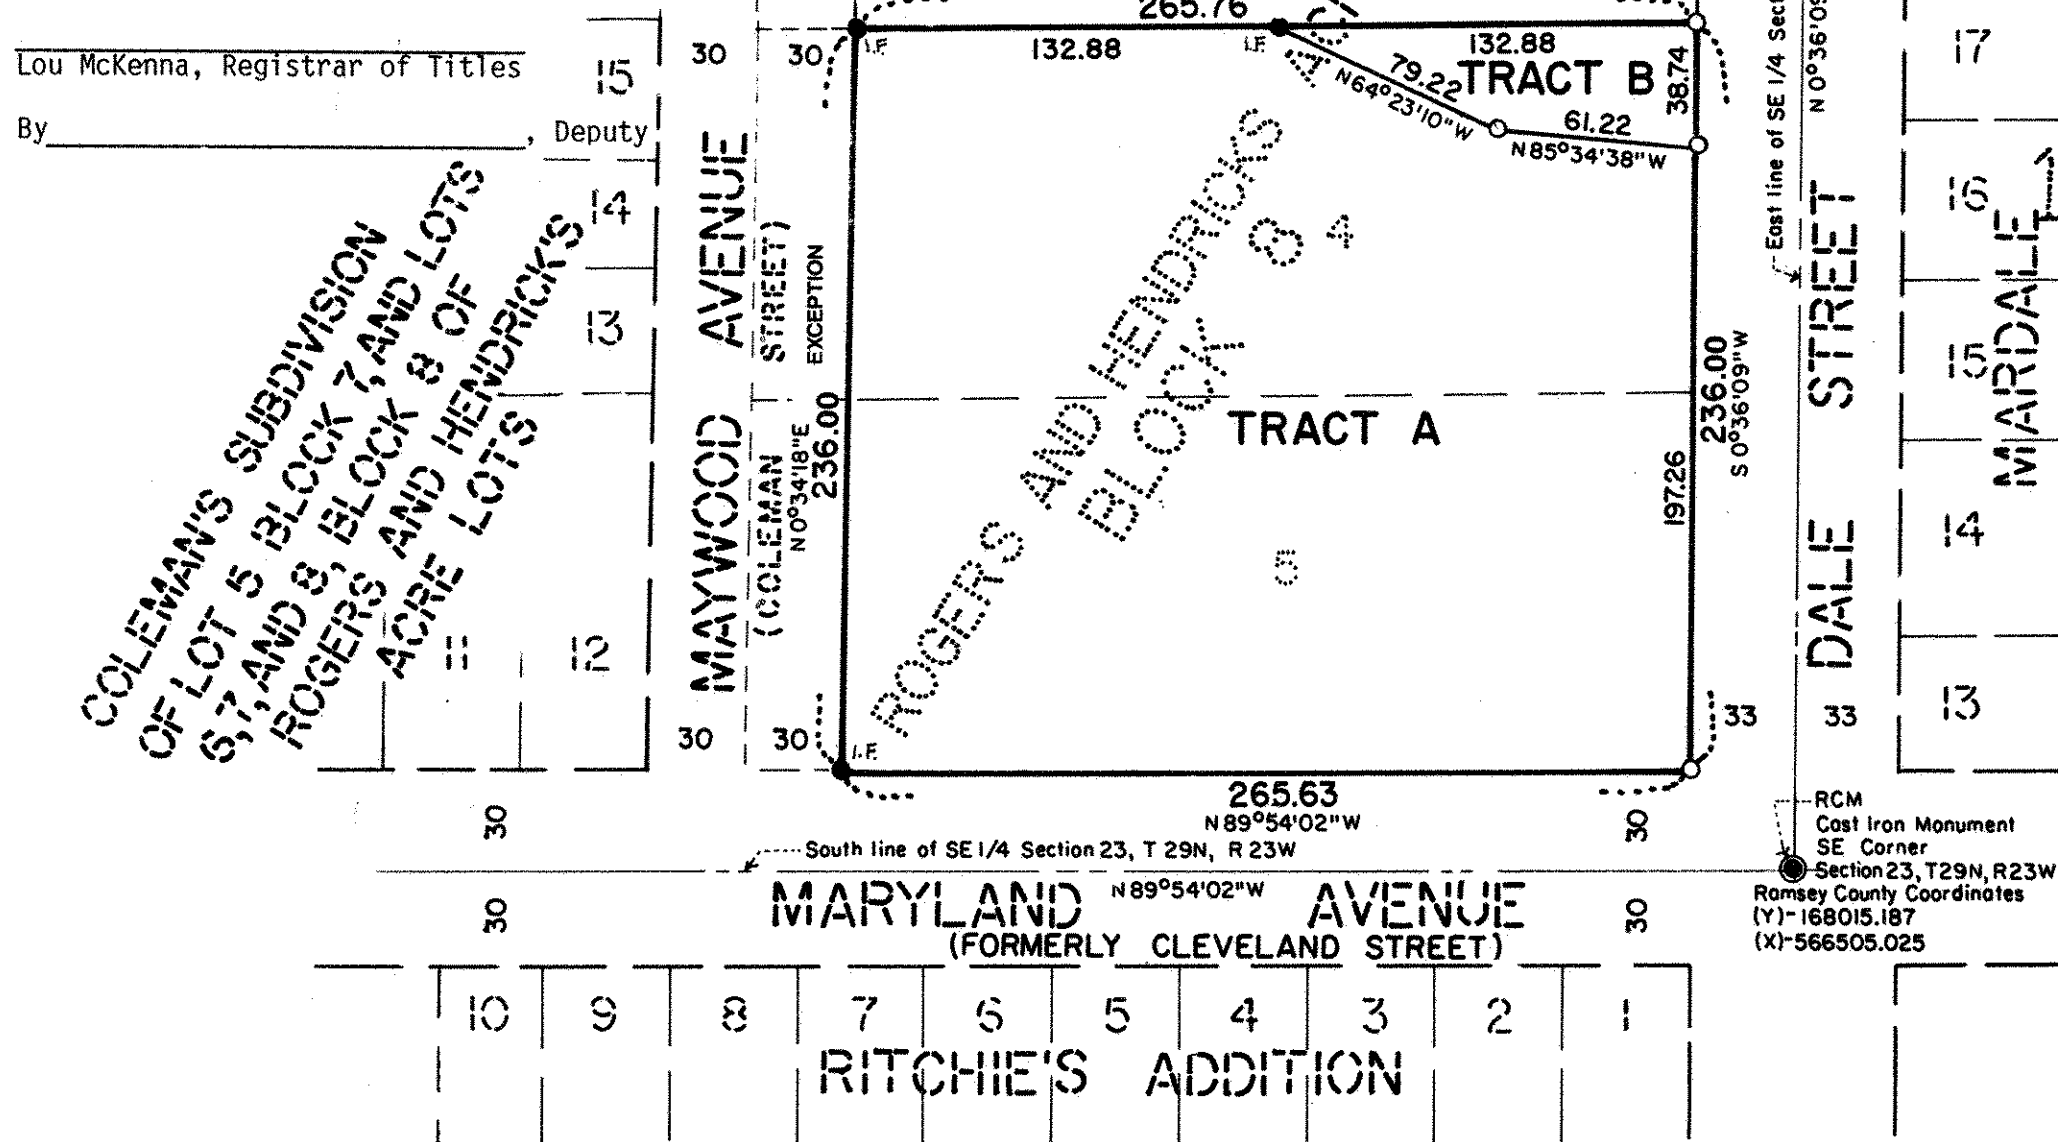 Lou McKenna, Registrar of Titles
By, Deputy
15
14
13
12
11
COLEMAN'S SUBDIVISION
OF LOT 5 BLOCK 7, AND LOTS
6,7, AND 8, BLOCK 8 OF
ROGERS AND HENDRICK'S
ACRE LOTS
30 30
MAYWOOD AVENUE
(COLEMAN STREET)
EXCEPTION
N 0°34'18"E
236.00
30 30
265.76
132.88
132.88
I.F.
I.F.
79.22
N64°23'10"W
TRACT B
38.74
61.22
N85°34'38"W
ROGERS AND HENDRICKS AC
BLOCK 8
4
TRACT A
5
197.26
236.00
S 0°36'09"W
I.F.
265.63
N89°54'02"W
33 33
East line of SE 1/4 Sect
N 0°36'09
DALE STREET
17
16
15
14
13
MARDALE
30
30
RCM
Cast Iron Monument
SE Corner
Section 23, T29N, R23W
Ramsey County Coordinates
(Y)-168015.187
(X)-566505.025
South line of SE 1/4 Section 23, T 29N, R 23W
N89°54'02"W
MARYLAND AVENUE
(FORMERLY CLEVELAND STREET)
30
30
10 9 8 7 6 5 4 3 2 1
RITCHIE'S ADDITION